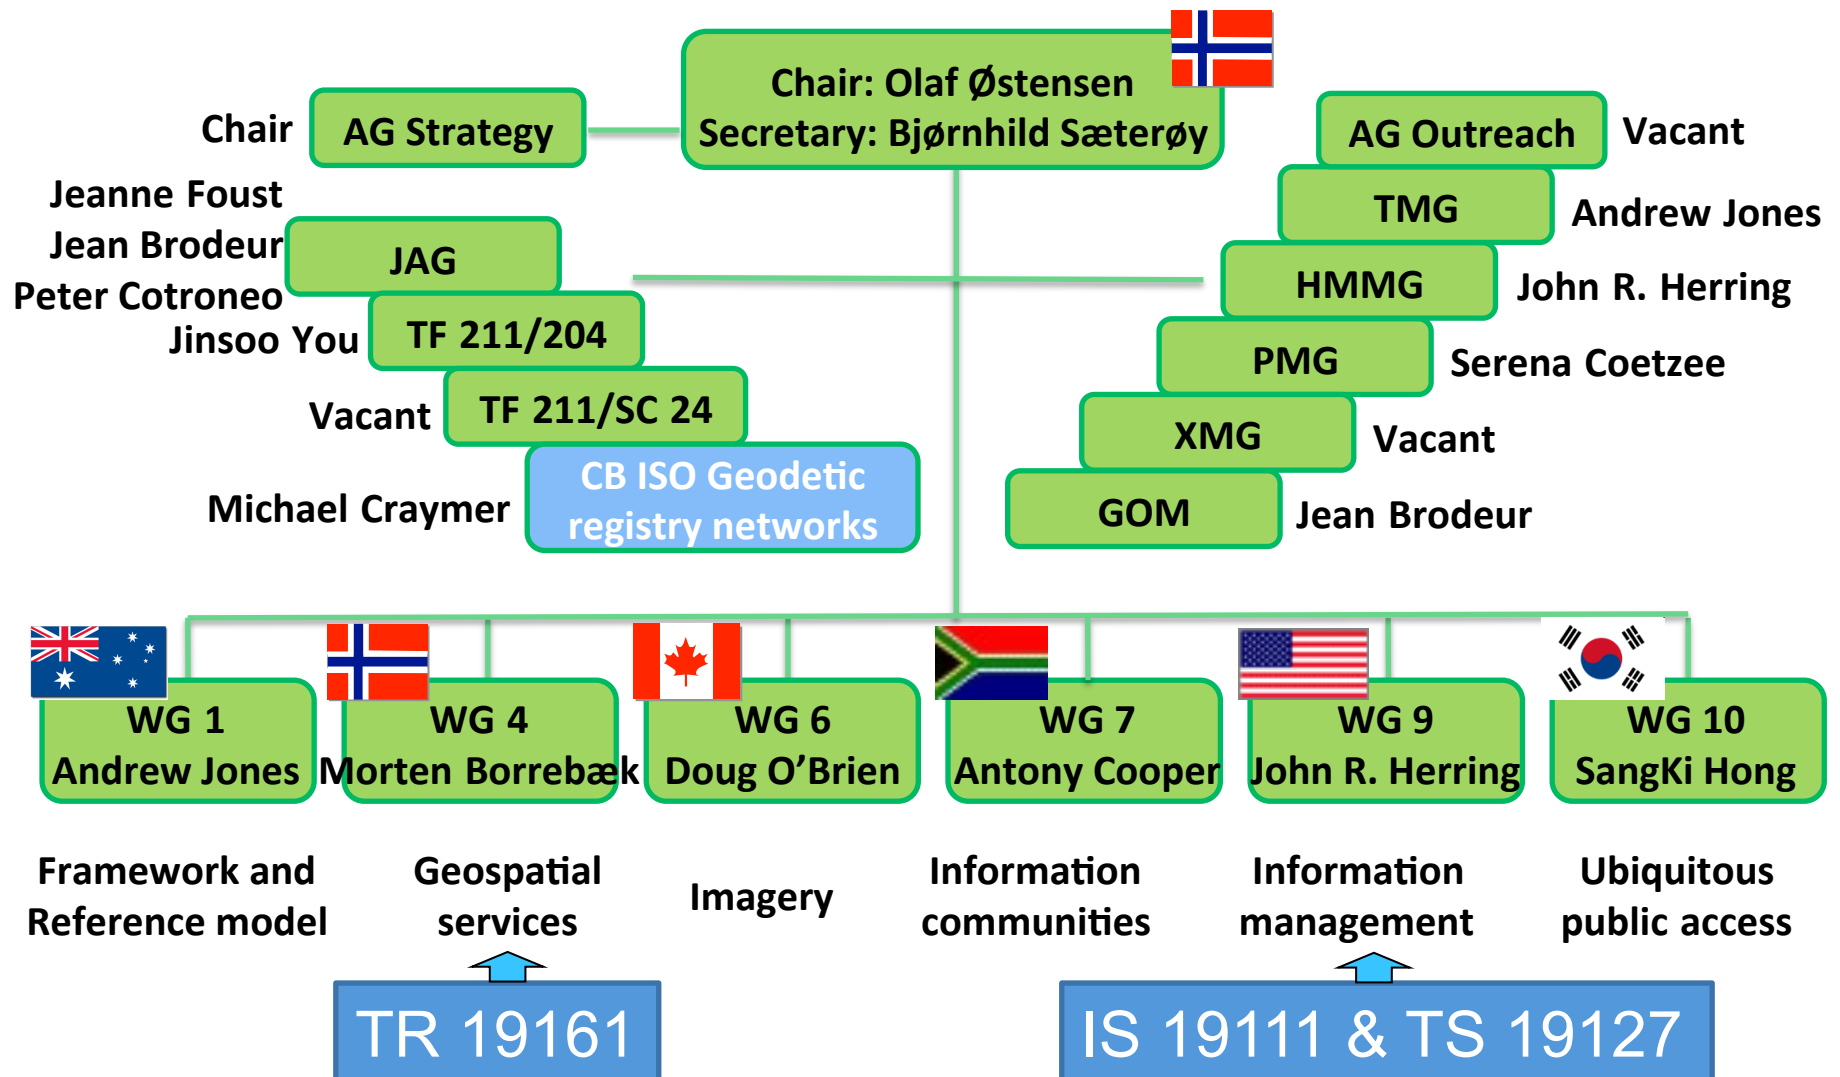 Chair: Olaf Østensen
Secretary: Bjørnhild Sæterøy
Chair
AG Strategy
Jeanne Foust
Jean Brodeur
Peter Cotroneo
JAG
Jinsoo You
TF 211/204
Vacant
TF 211/SC 24
Michael Craymer
CB ISO Geodetic
registry networks
AG Outreach
Vacant
TMG
Andrew Jones
HMMG
John R. Herring
PMG
Serena Coetzee
XMG
Vacant
GOM
Jean Brodeur
WG 1
Andrew Jones
WG 4
Morten Borrebæk
WG 6
Doug O’Brien
WG 7
Antony Cooper
WG 9
John R. Herring
WG 10
SangKi Hong
Framework and
Reference model
Geospatial
services
Imagery
Information
communities
Information
management
Ubiquitous
public access
TR 19161
IS 19111 & TS 19127